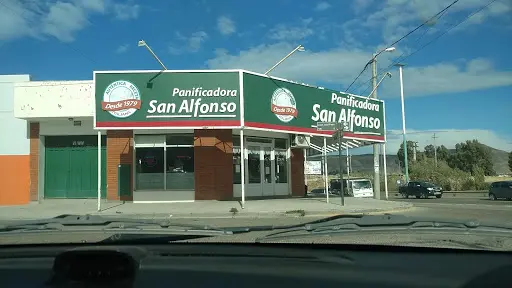 Desde 1979
Panificadora
San Alfonso
Desde 1979
Panificadora
San Alfonso